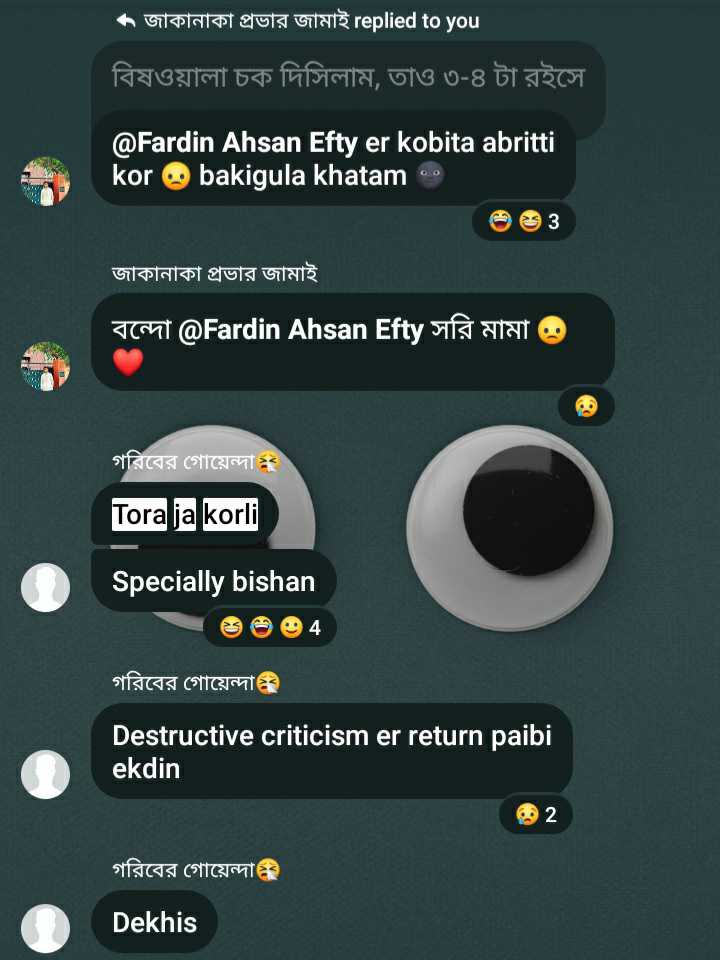 জাকানাকা প্রভার জামাই replied to you
বিষওয়ালা চক দিসিলাম, তাও ৩-৪ টা রইসে
@Fardin Ahsan Efty er kobita abritti
kor 😞 bakigula khatam 🌚
😂 😆 3
জাকানাকা প্রভার জামাই
বন্দো @Fardin Ahsan Efty সরি মামা 😞
❤️
😢
গরিবের গোয়েন্দা🤧
Tora ja korli
Specially bishan
😆 😂 🙂 4
গরিবের গোয়েন্দা🤧
Destructive criticism er return paibi
ekdin
😢 2
গরিবের গোয়েন্দা🤧
Dekhis